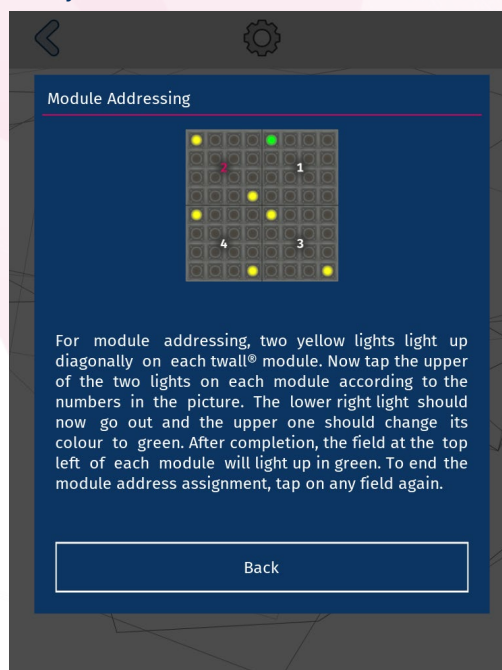 Module Addressing
2
1
4
3
For module addressing, two yellow lights light up
diagonally on each twall® module. Now tap the upper
of the two lights on each module according to the
numbers in the picture. The lower right light should
now go out and the upper one should change its
colour to green. After completion, the field at the top
left of each module will light up in green. To end the
module address assignment, tap on any field again.
Back